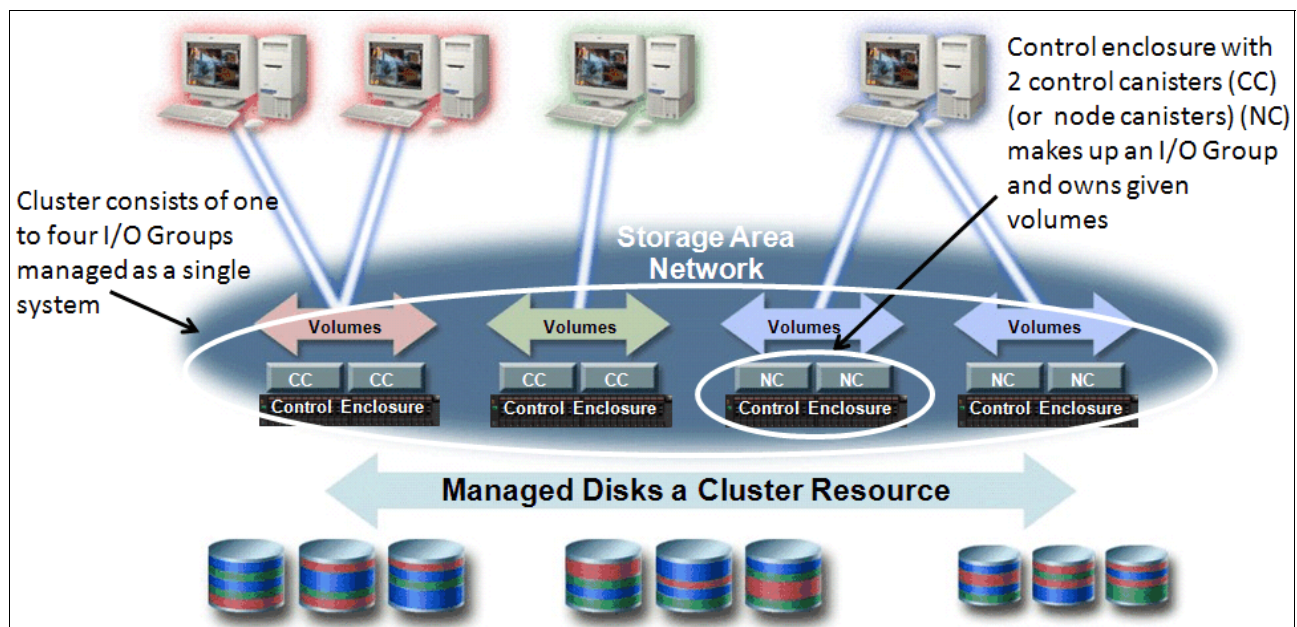 Control enclosure with
2 control canisters (CC)
(or  node canisters) (NC)
makes up an I/O Group
and owns given
volumes
Cluster consists of one
to four I/O Groups
managed as a single
system
Storage Area
Network
Volumes
Volumes
Volumes
Volumes
CC CC
CC CC
NC NC
NC NC
Control Enclosure
Control Enclosure
Control Enclosure
Control Enclosure
Managed Disks a Cluster Resource